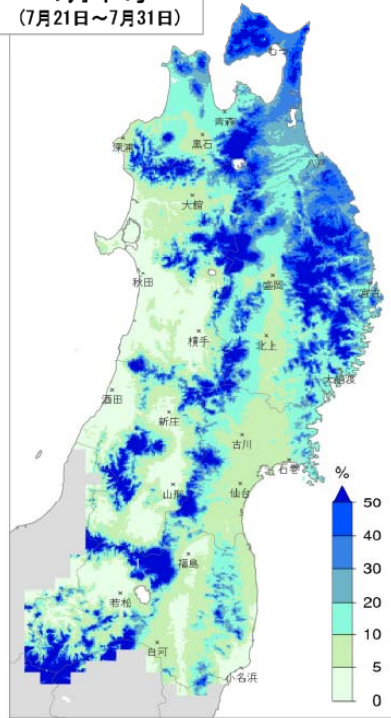 (7月21日～7月31日)
むつ
青森
深浦
黒石
八戸
大館
秋田
盛岡
宮古
横手
北上
大船渡
酒田
新庄
古川
石巻
山形
仙台
福島
若松
白河
小名浜
%
50
40
30
20
10
5
0